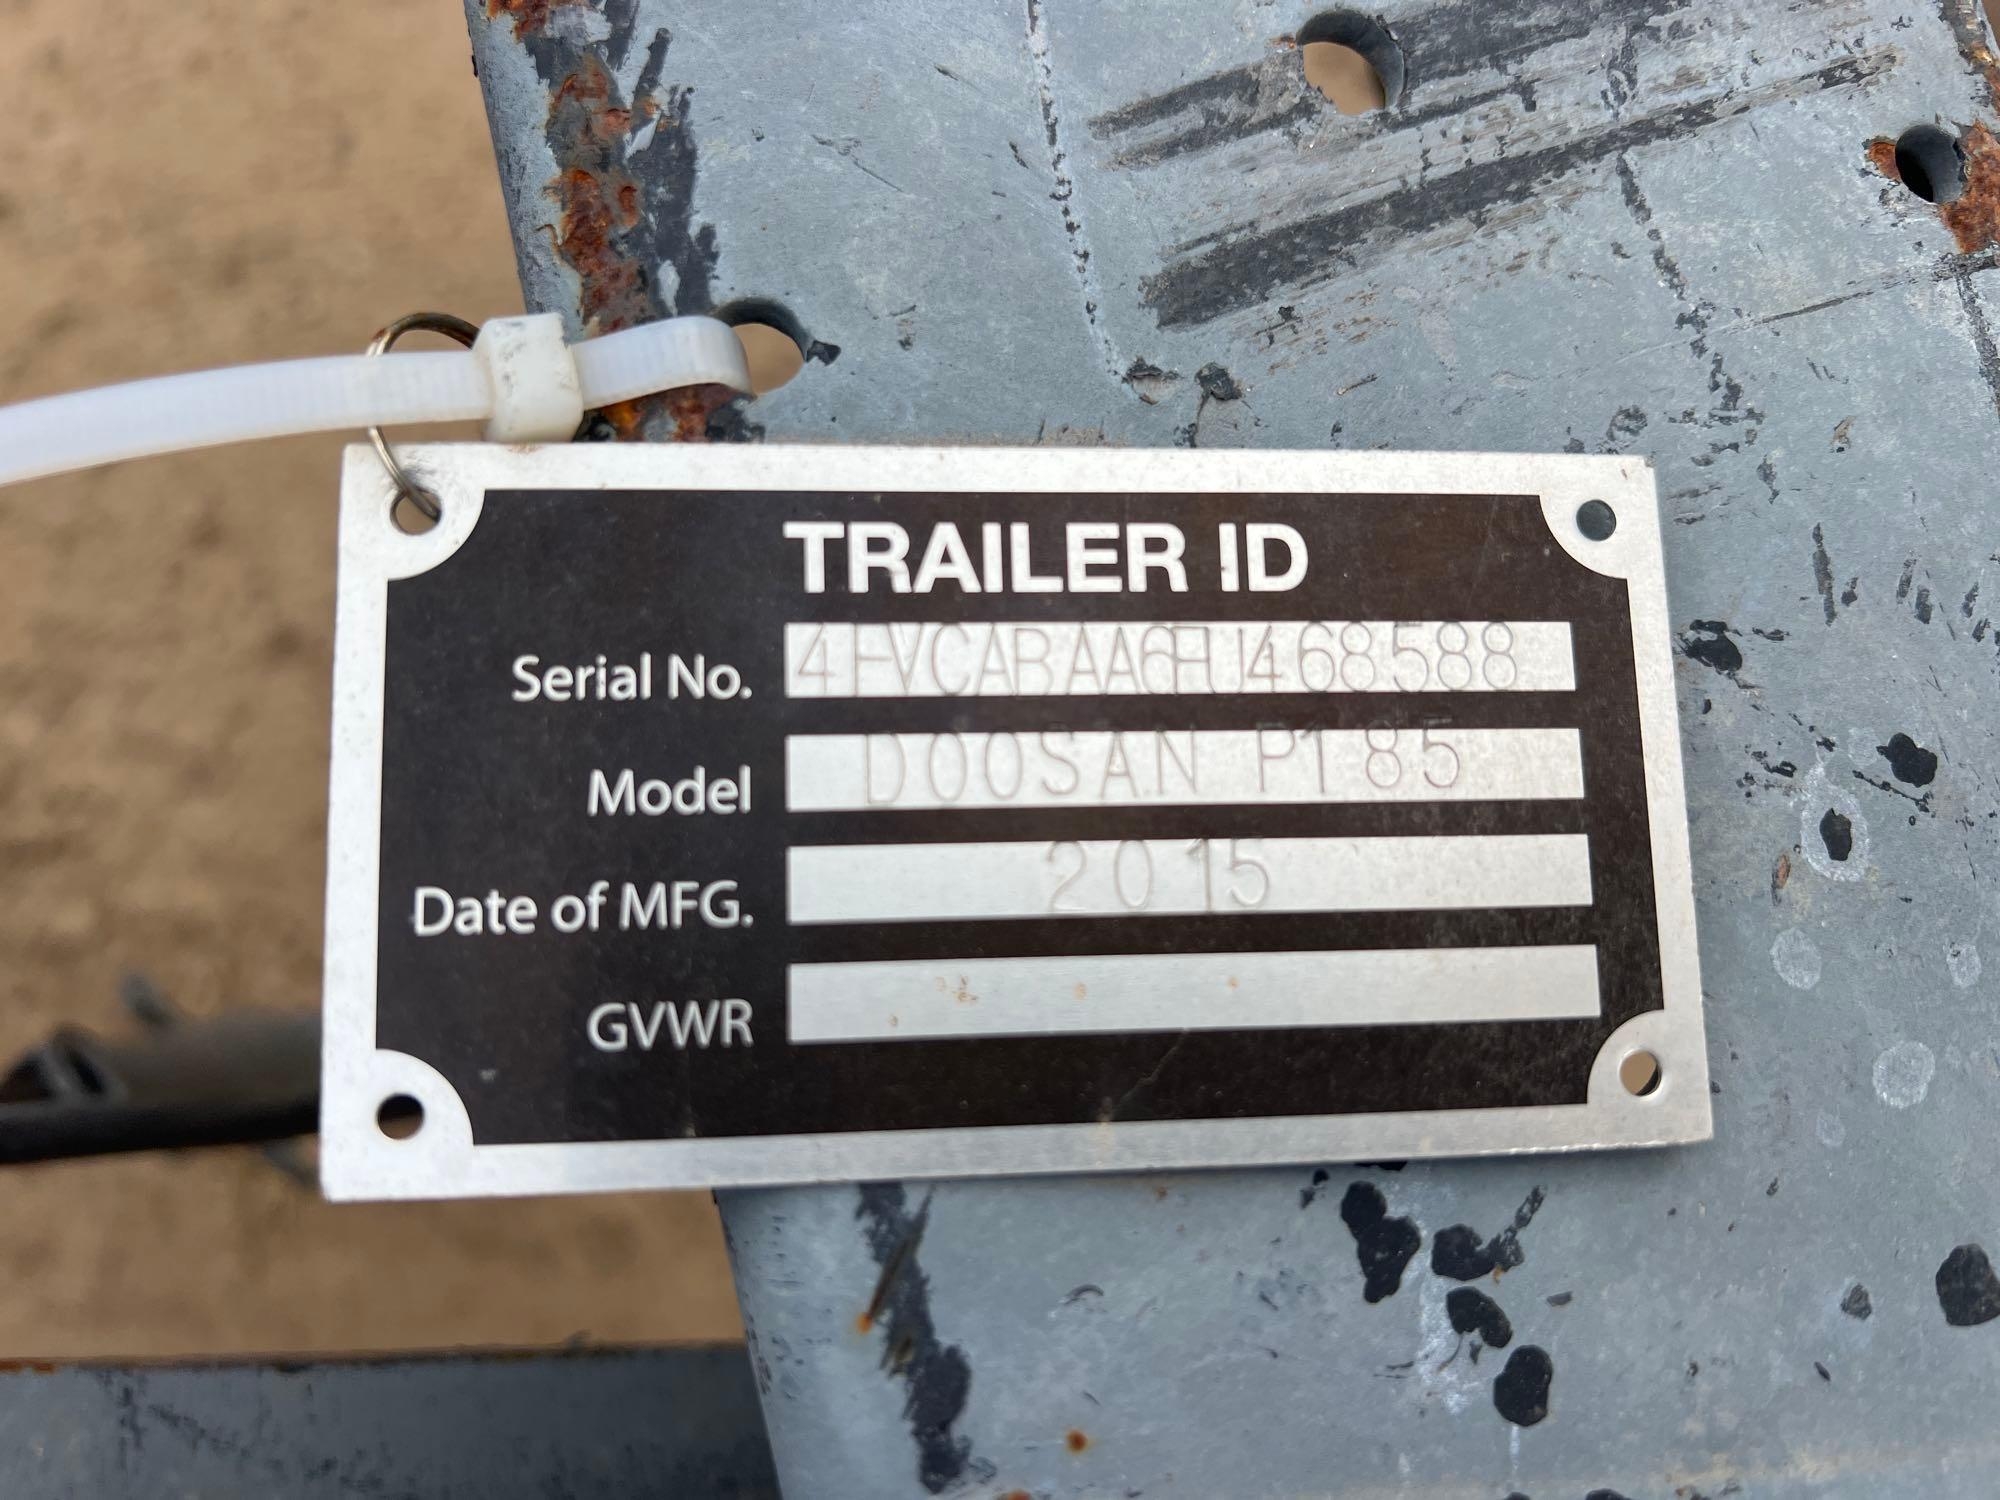 TRAILER ID
Serial No. 4FVCABAA6FU468588
Model DOOSAN P185
Date of MFG. 2015
GVWR